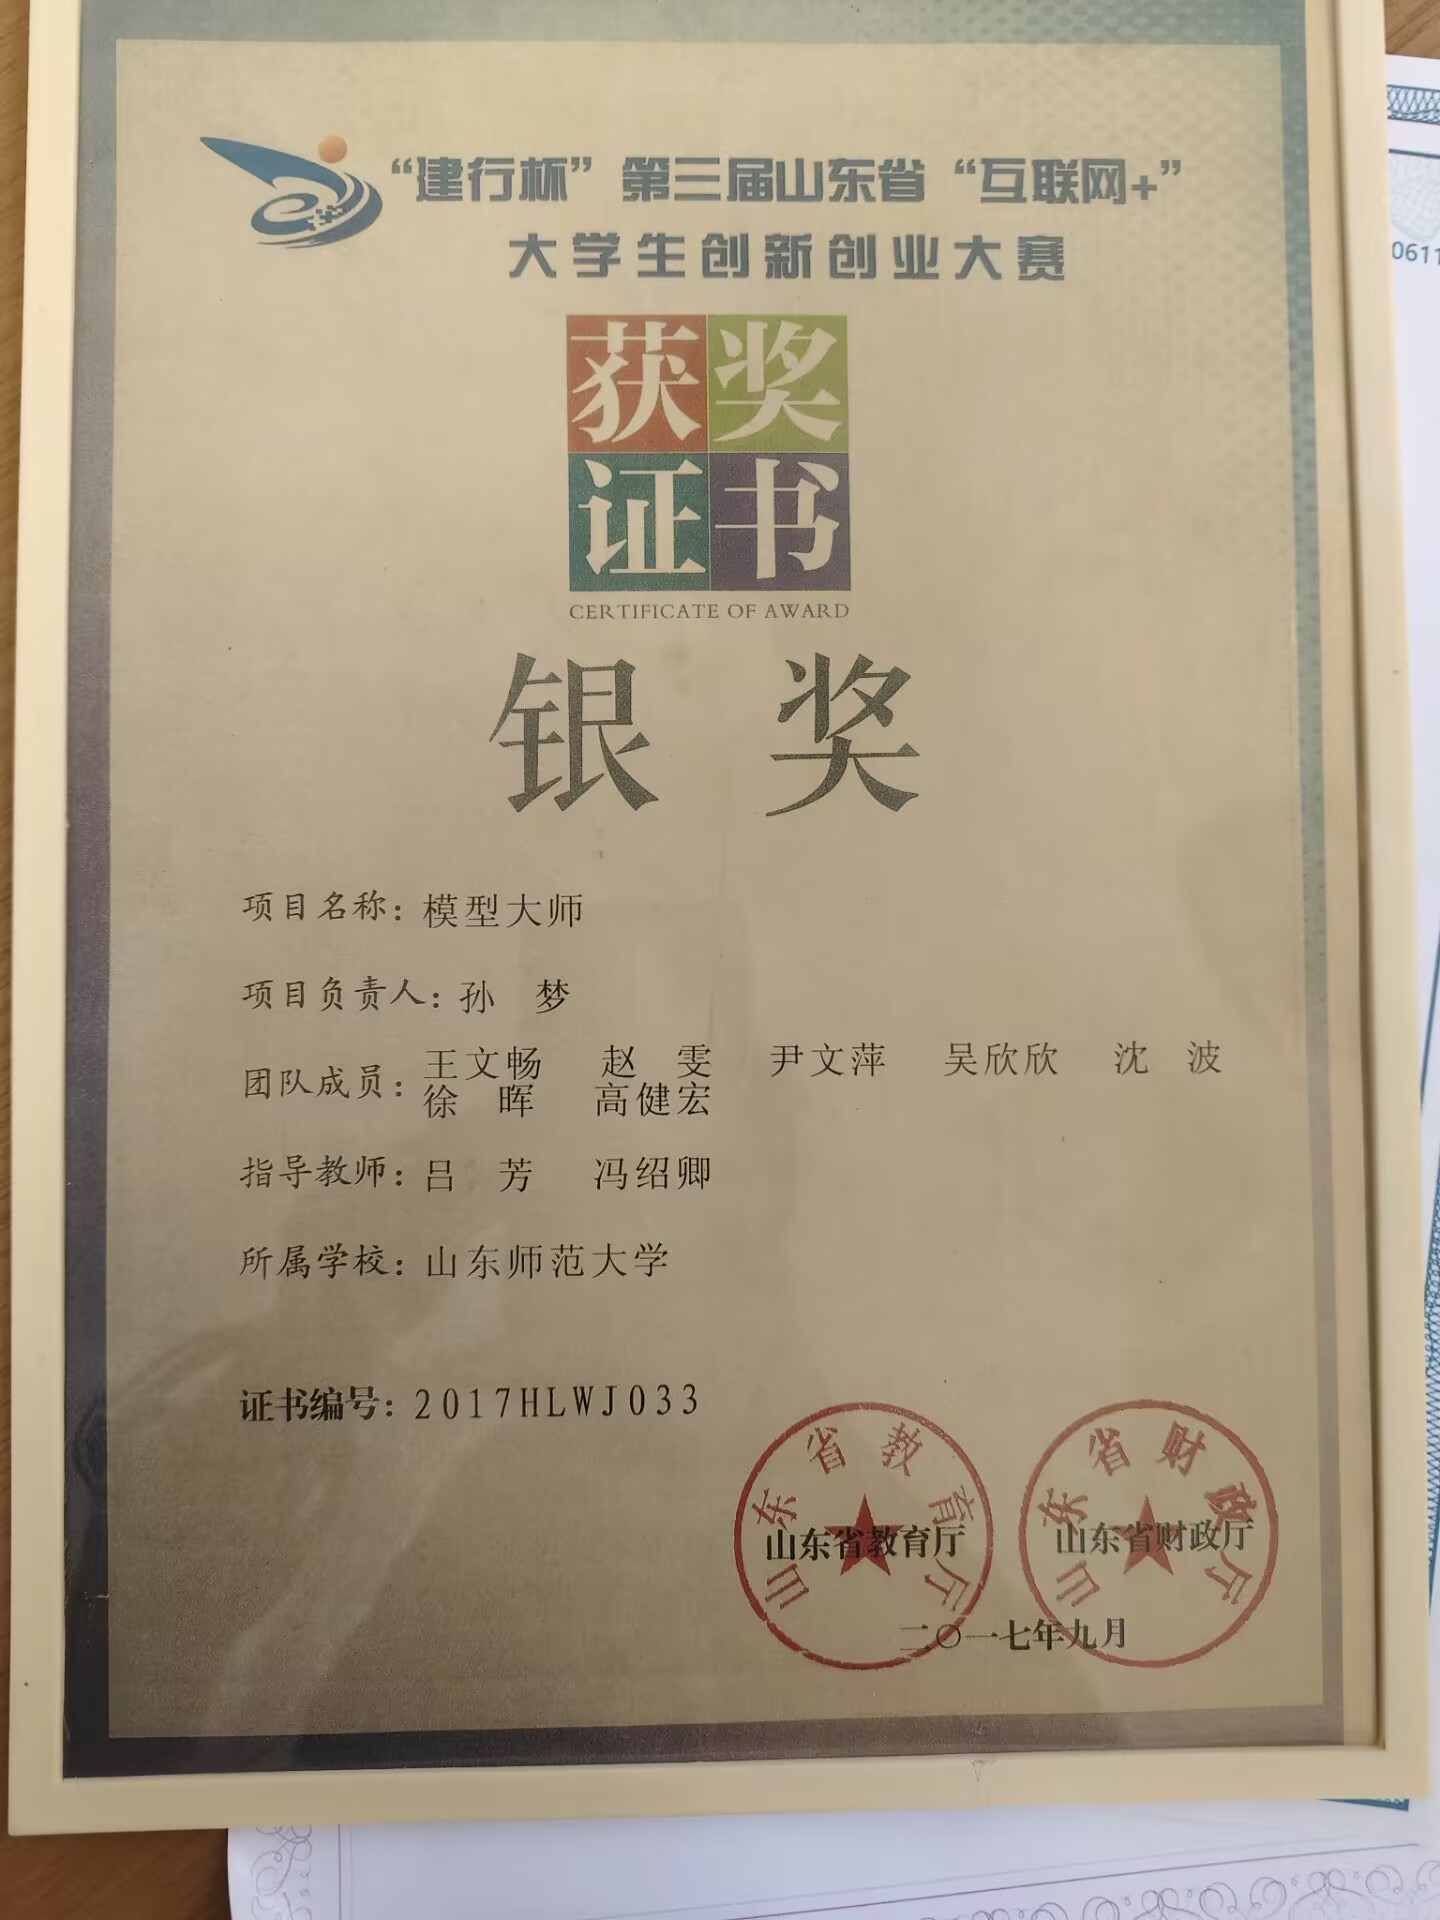 “建行杯”第三届山东省“互联网+”
大学生创新创业大赛
获奖
证书
CERTIFICATE OF AWARD
银 奖
项目名称：模型大师
项目负责人：孙 梦
团队成员：王文畅 赵 雯 尹文萍 吴欣欣 沈 波
徐 晖 高健宏
指导教师：吕 芳 冯绍卿
所属学校：山东师范大学
证书编号：2017HLWJ033
山东省教育厅
山东省财政厅
山东省教育厅 山东省财政厅
二〇一七年九月
0611